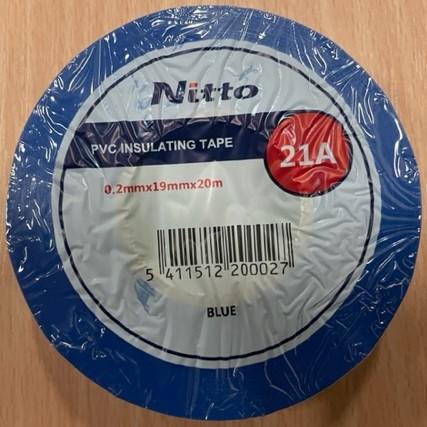 Nitto
PVC INSULATING TAPE
21A
0,2mmx19mmx20m
5 411512 200027
BLUE